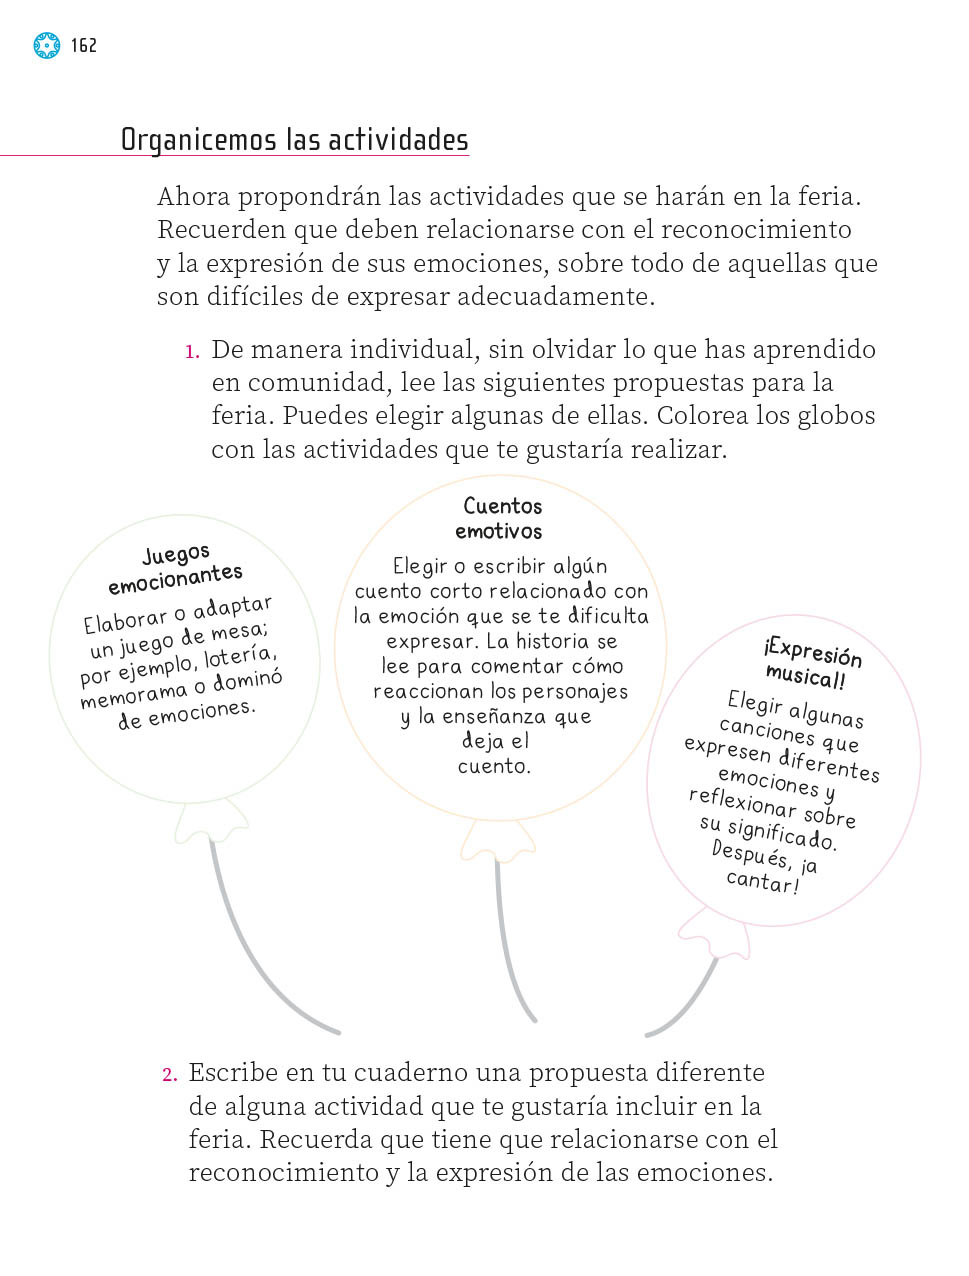 162
Organicemos las actividades
Ahora propondrán las actividades que se harán en la feria.
Recuerden que deben relacionarse con el reconocimiento
y la expresión de sus emociones, sobre todo de aquellas que
son difíciles de expresar adecuadamente.
1. De manera individual, sin olvidar lo que has aprendido
en comunidad, lee las siguientes propuestas para la
feria. Puedes elegir algunas de ellas. Colorea los globos
con las actividades que te gustaría realizar.
Juegos
emocionantes
Elaborar o adaptar
un juego de mesa;
por ejemplo, lotería,
memorama o dominó
de emociones.
Cuentos
emotivos
Elegir o escribir algún
cuento corto relacionado con
la emoción que se te dificulta
expresar. La historia se
lee para comentar cómo
reaccionan los personajes
y la enseñanza que
deja el
cuento.
¡Expresión
musical!
Elegir algunas
canciones que
expresen diferentes
emociones y
reflexionar sobre
su significado.
Después, ¡a
cantar!
2. Escribe en tu cuaderno una propuesta diferente
de alguna actividad que te gustaría incluir en la
feria. Recuerda que tiene que relacionarse con el
reconocimiento y la expresión de las emociones.